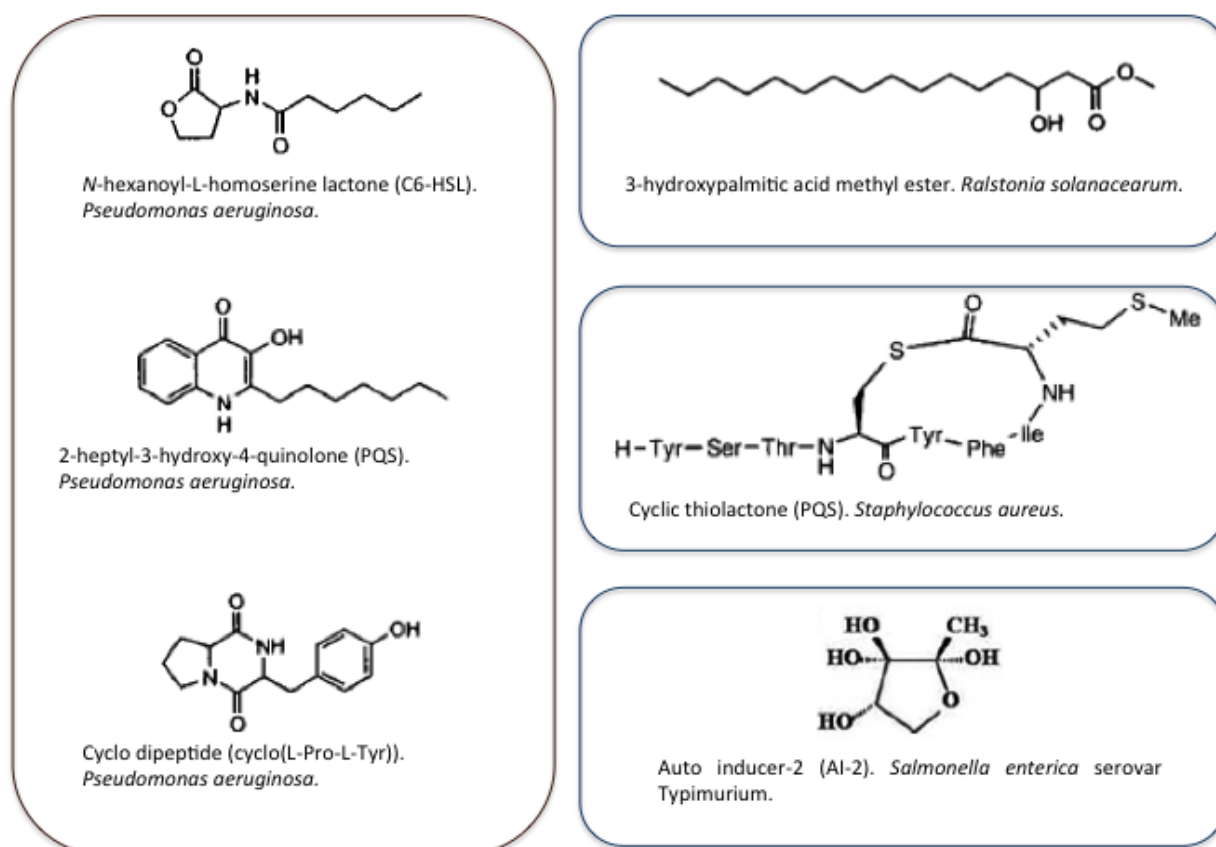 O
O
H
N
O
N-hexanoyl-L-homoserine lactone (C6-HSL).
Pseudomonas aeruginosa.
O
OH
N
H
2-heptyl-3-hydroxy-4-quinolone (PQS).
Pseudomonas aeruginosa.
O
NH
OH
N
O
Cyclo dipeptide (cyclo(L-Pro-L-Tyr)).
Pseudomonas aeruginosa.
O
OH
O
3-hydroxypalmitic acid methyl ester. Ralstonia solanacearum.
O
S
Me
S
NH
H-Tyr-Ser-Thr-N
H
O
Tyr
Phe
Ile
Cyclic thiolactone (PQS). Staphylococcus aureus.
HO
CH₃
HO
OH
HO
O
Auto inducer-2 (AI-2). Salmonella enterica serovar
Typimurium.